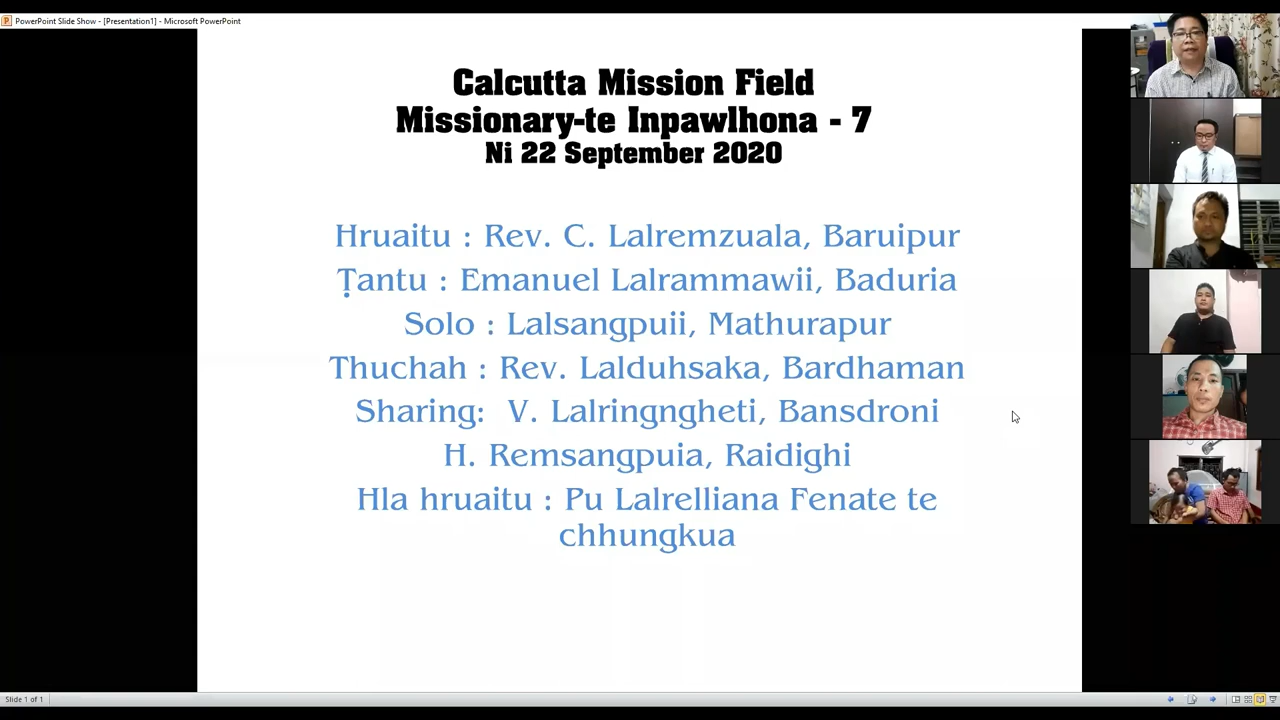 PowerPoint Slide Show - [Presentation1] - Microsoft PowerPoint
Calcutta Mission Field
Missionary-te Inpawlhona - 7
Ni 22 September 2020
Hruaitu : Rev. C. Lalremzuala, Baruipur
Ṭantu : Emanuel Lalrammawii, Baduria
Solo : Lalsangpuii, Mathurapur
Thuchah : Rev. Lalduhsaka, Bardhaman
Sharing:  V. Lalringngheti, Bansdroni
H. Remsangpuia, Raidighi
Hla hruaitu : Pu Lalrelliana Fenate te
chhungkua
Slide 1 of 1